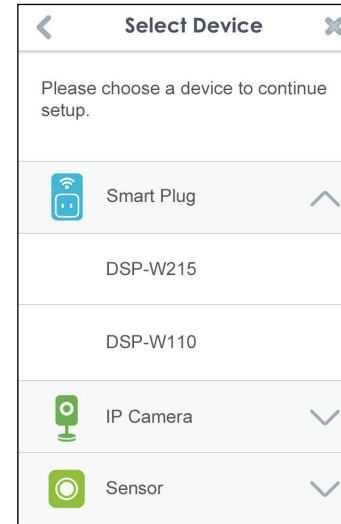 Select Device
Please choose a device to continue
setup.
Smart Plug
DSP-W215
DSP-W110
IP Camera
Sensor